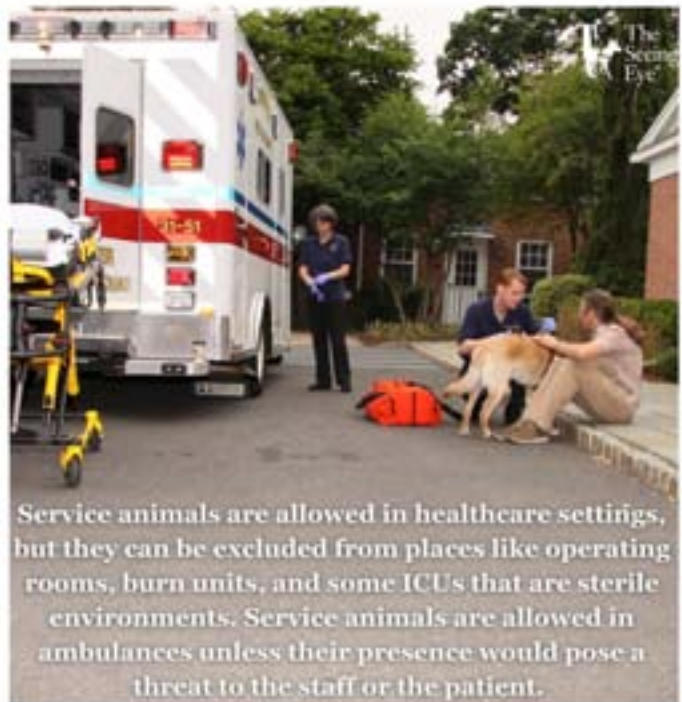 The
Seeing
Eye
31-51
Service animals are allowed in healthcare settings,
but they can be excluded from places like operating
rooms, burn units, and some ICUs that are sterile
environments. Service animals are allowed in
ambulances unless their presence would pose a
threat to the staff or the patient.